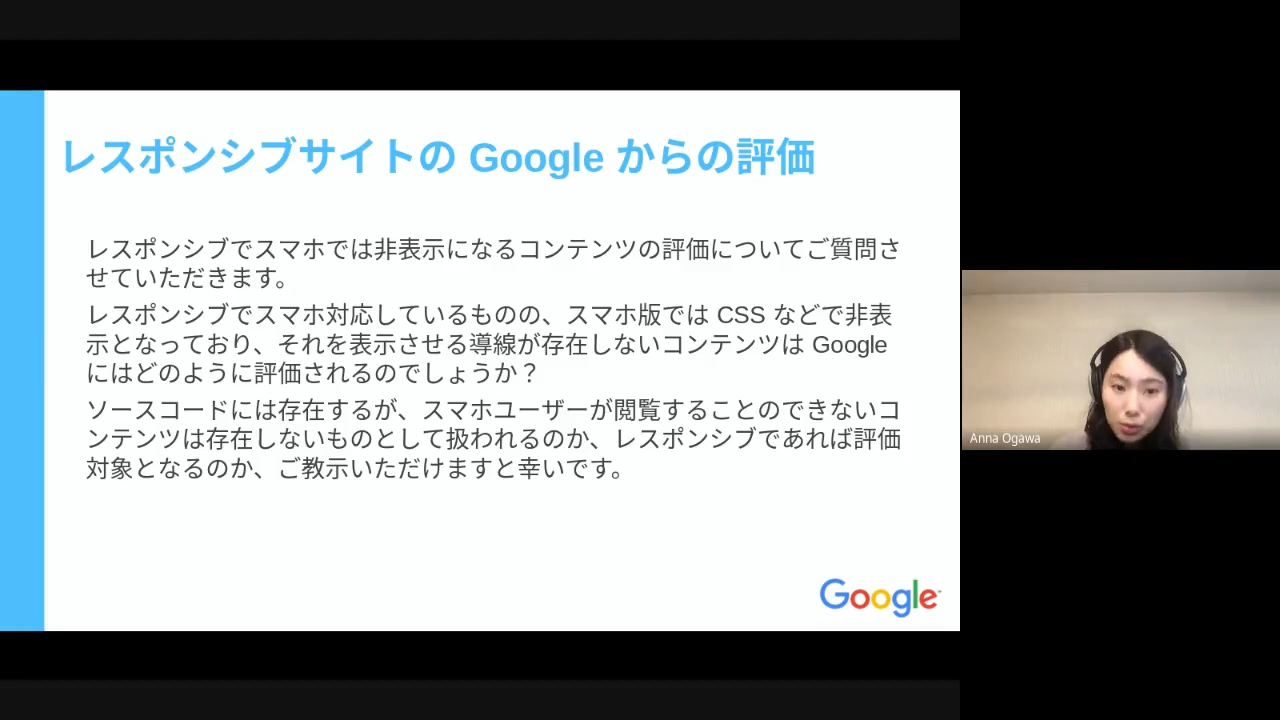 レスポンシブサイトの Google からの評価
レスポンシブでスマホでは非表示になるコンテンツの評価についてご質問さ
せていただきます。
レスポンシブでスマホ対応しているものの、スマホ版では CSS などで非表
示となっており、それを表示させる導線が存在しないコンテンツは Google
にはどのように評価されるのでしょうか？
ソースコードには存在するが、スマホユーザーが閲覧することのできないコ
ンテンツは存在しないものとして扱われるのか、レスポンシブであれば評価
対象となるのか、ご教示いただけますと幸いです。
Google
Anna Ogawa